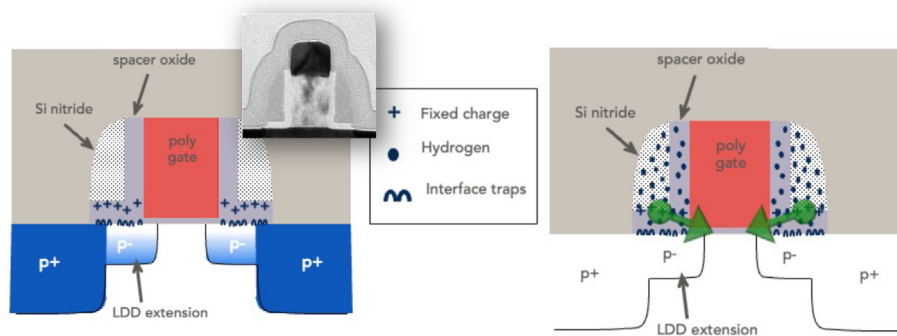 spacer oxide
Si nitride
poly
gate
p+
p-
p-
p+
LDD extension
Fixed charge
Hydrogen
Interface traps
spacer oxide
Si nitride
poly
gate
p+
p-
p-
p+
LDD extension